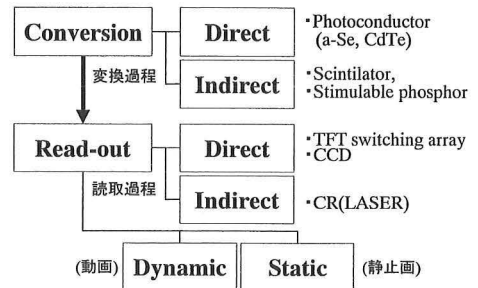 Conversion
Direct
・Photoconductor
(a-Se, CdTe)
変換過程
Indirect
・Scintilator,
・Stimulable phosphor
Read-out
Direct
・TFT switching array
・CCD
読取過程
Indirect
・CR(LASER)
(動画) Dynamic Static (静止画)